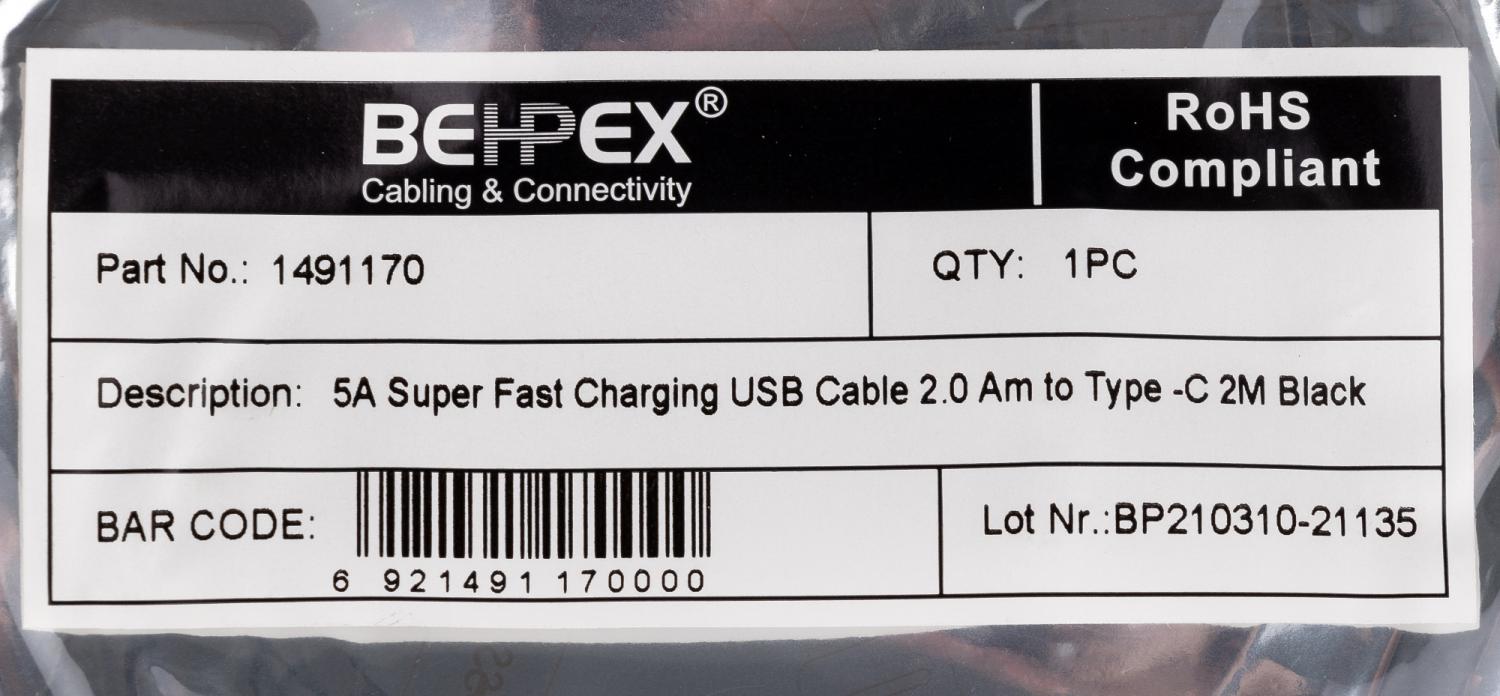 BEHPEX®
Cabling & Connectivity
RoHS
Compliant
Part No.: 1491170
QTY: 1PC
Description: 5A Super Fast Charging USB Cable 2.0 Am to Type -C 2M Black
BAR CODE:
6 921491 170000
Lot Nr.:BP210310-21135